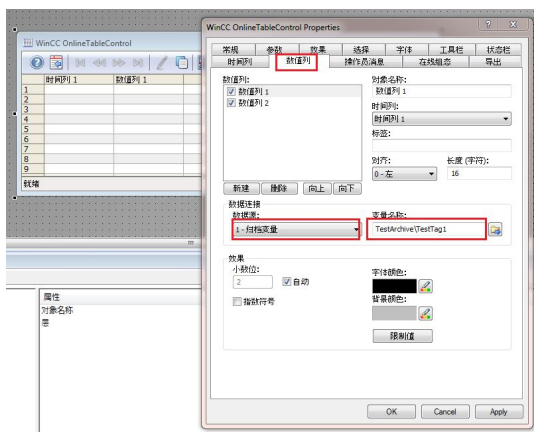 WinCC OnlineTableControl
时间列 1 数值列 1
1
2
3
4
5
6
7
8
9
就绪
属性
对象名称
层
WinCC OnlineTableControl Properties
常规 参数 效果 选择 字体 工具栏 状态栏
时间列 数值列 操作员消息 在线组态 导出
数值列:
数值列 1
数值列 2
对象名称:
数值列 1
时间列:
时间列 1
标签:
对齐:
长度 (字符):
0 - 左
16
新建 删除 向上 向下
数据连接
数据源:
变量名称:
1 - 归档变量
TestArchive\TestTag1
效果
小数位:
2
自动
指数符号
字体颜色:
背景颜色:
限制值
OK Cancel Apply